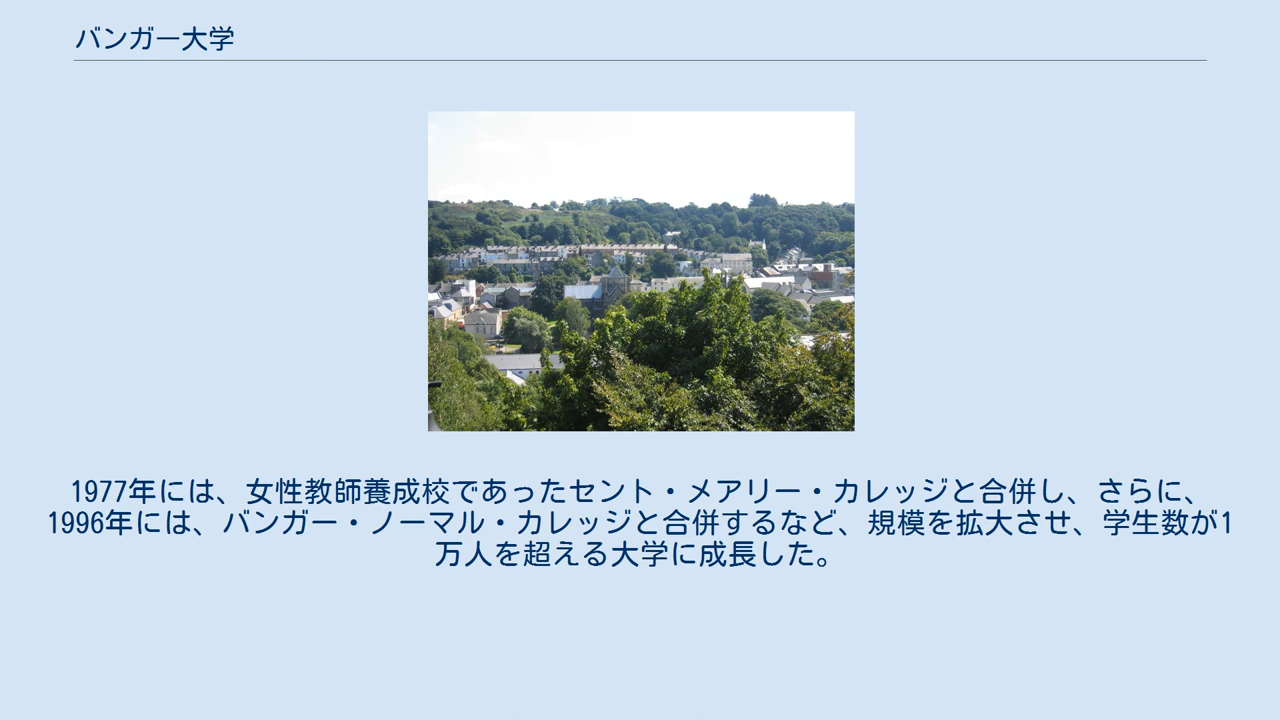 バンガー大学
1977年には、女性教師養成校であったセント・メアリー・カレッジと合併し、さらに、
1996年には、バンガー・ノーマル・カレッジと合併するなど、規模を拡大させ、学生数が1
万人を超える大学に成長した。